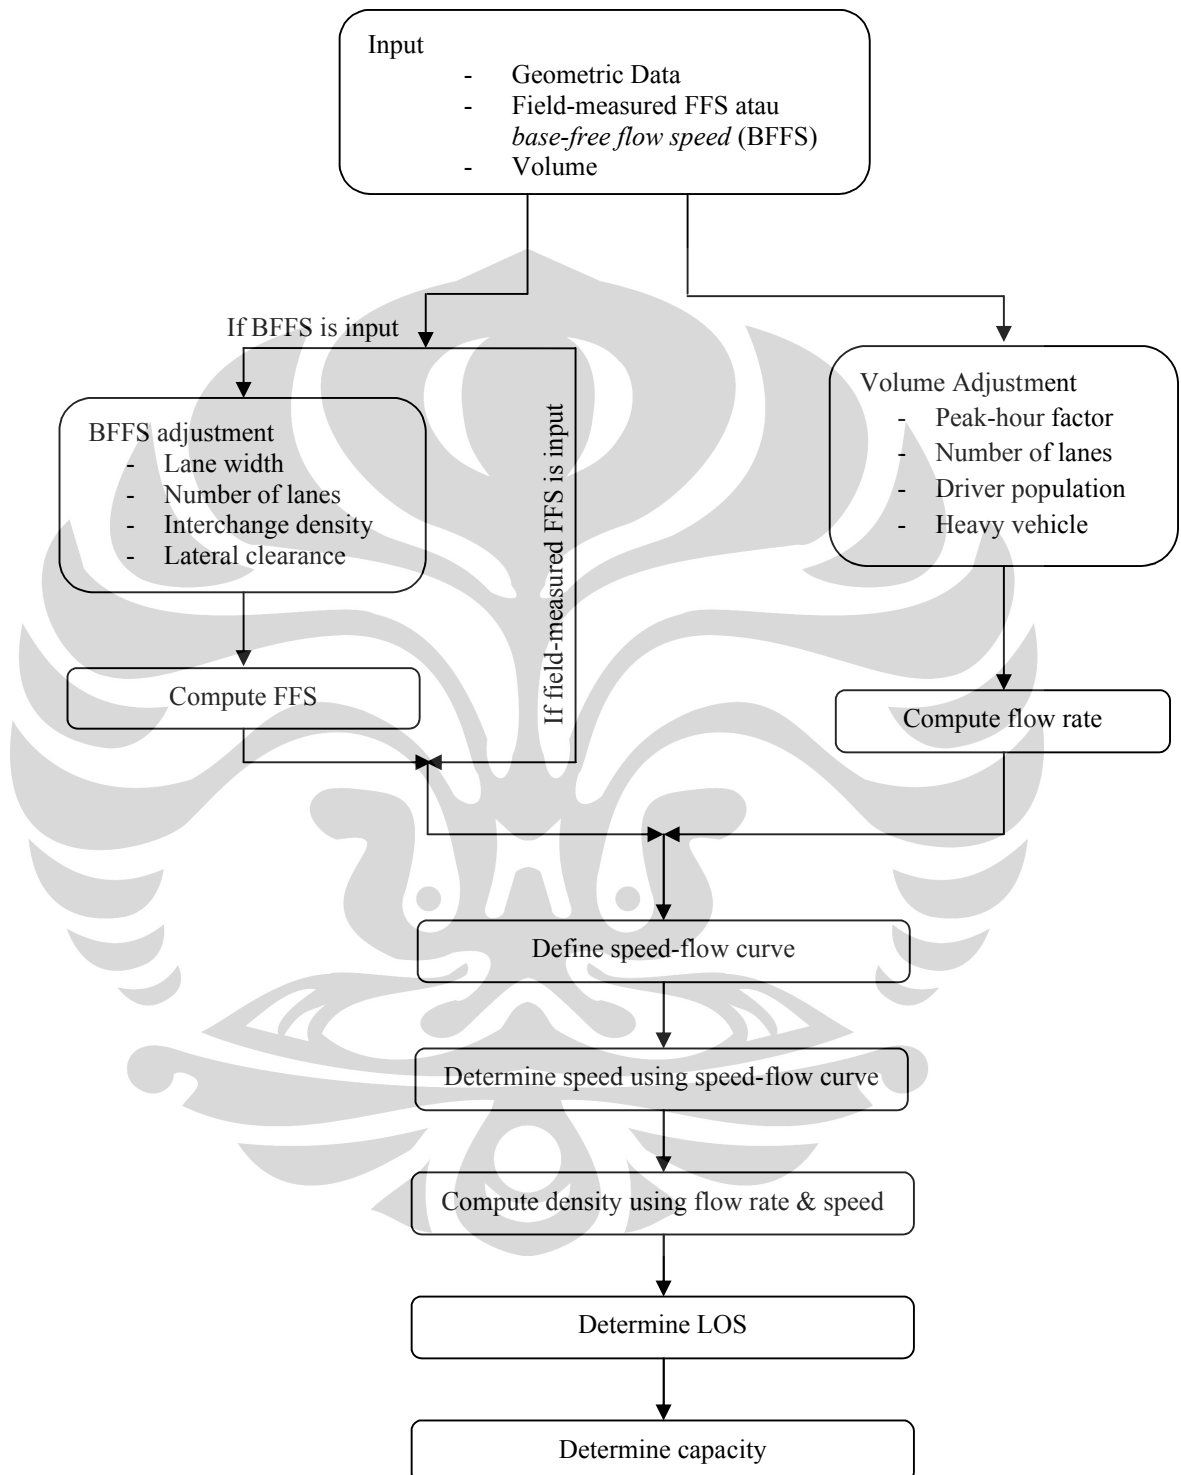 Input
- Geometric Data
- Field-measured FFS atau
base-free flow speed (BFFS)
- Volume
If BFFS is input
BFFS adjustment
- Lane width
- Number of lanes
- Interchange density
- Lateral clearance
If field-measured FFS is input
Volume Adjustment
- Peak-hour factor
- Number of lanes
- Driver population
- Heavy vehicle
Compute FFS
Compute flow rate
Define speed-flow curve
Determine speed using speed-flow curve
Compute density using flow rate & speed
Determine LOS
Determine capacity